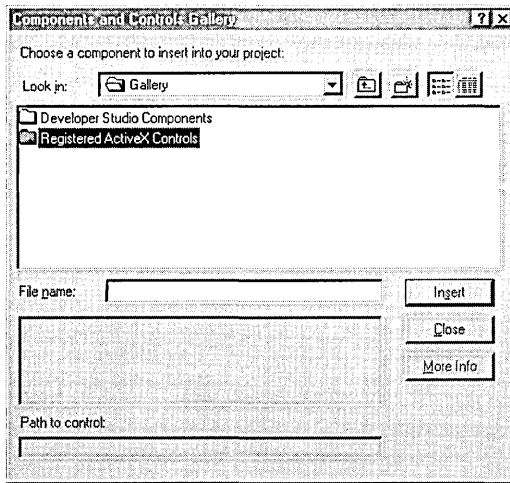 Components and Controls Gallery
Choose a component to insert into your project:
Look in: Gallery
Developer Studio Components
Registered ActiveX Controls
File name:
Insert
Close
More Info
Path to control: